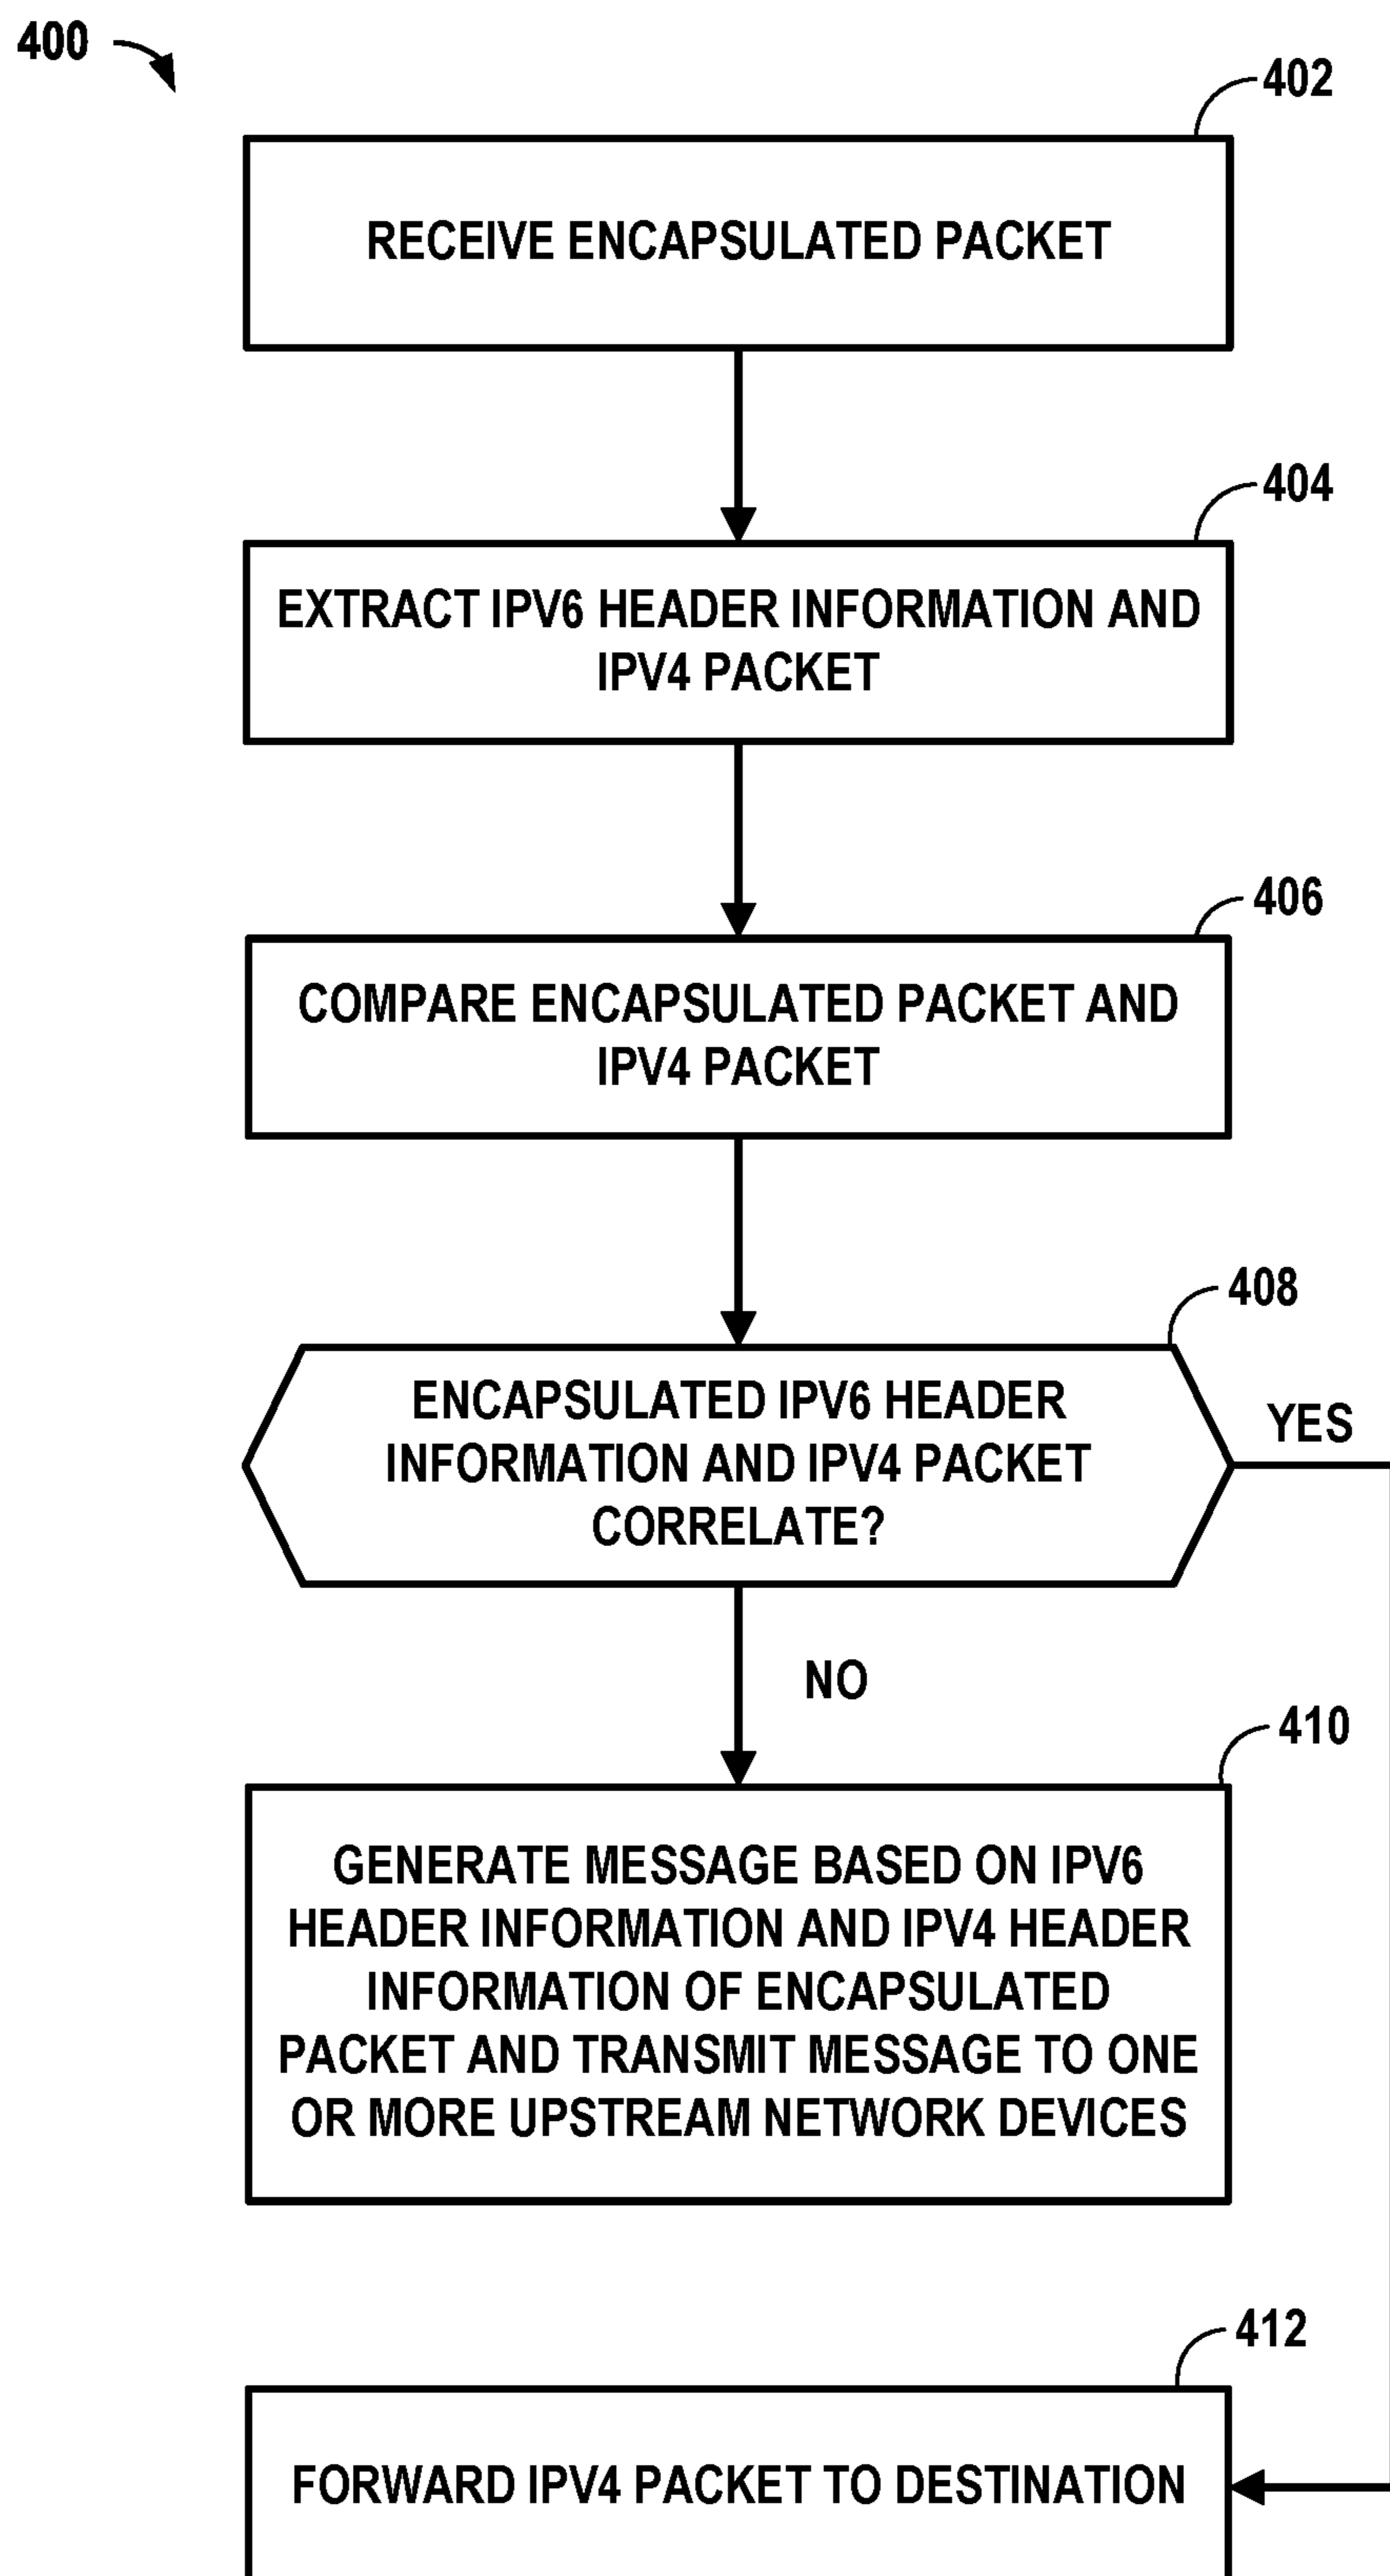 400
402
RECEIVE ENCAPSULATED PACKET
404
EXTRACT IPV6 HEADER INFORMATION AND
IPV4 PACKET
406
COMPARE ENCAPSULATED PACKET AND
IPV4 PACKET
408
ENCAPSULATED IPV6 HEADER
INFORMATION AND IPV4 PACKET
CORRELATE?
YES
NO
410
GENERATE MESSAGE BASED ON IPV6
HEADER INFORMATION AND IPV4 HEADER
INFORMATION OF ENCAPSULATED
PACKET AND TRANSMIT MESSAGE TO ONE
OR MORE UPSTREAM NETWORK DEVICES
412
FORWARD IPV4 PACKET TO DESTINATION